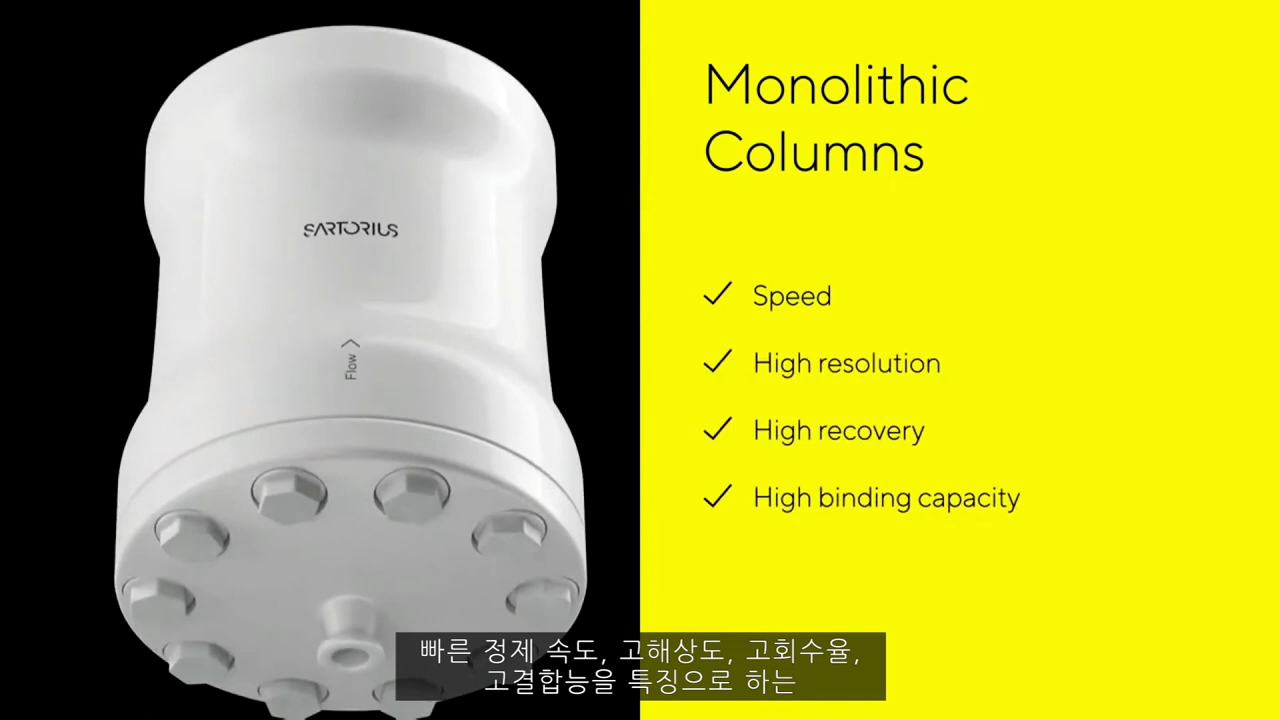 SARTORIUS
Flow
Monolithic
Columns
Speed
High resolution
High recovery
High binding capacity
빠른 정제 속도, 고해상도, 고회수율,
고결합능을 특징으로 하는